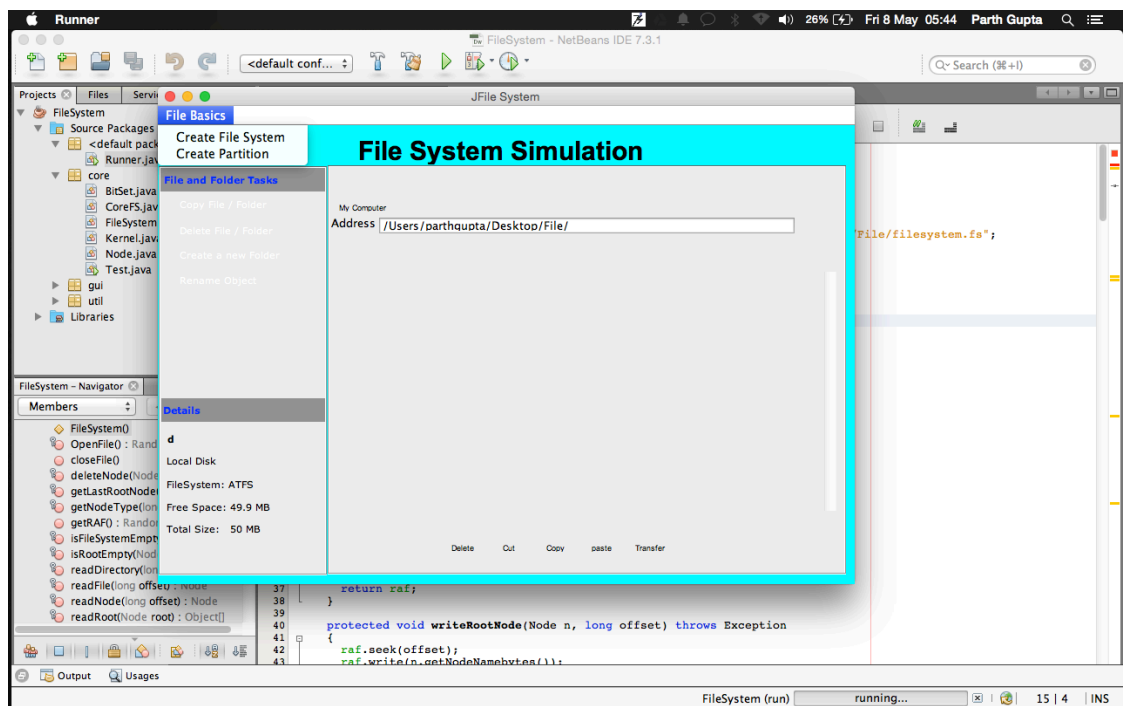 Runner
26%
Fri 8 May 05:44
Parth Gupta
FileSystem - NetBeans IDE 7.3.1
<default conf...
Search (⌘+I)
Projects
Files
Servi
JFile System
FileSystem
Source Packages
<default pack
Runner.jav
core
BitSet.java
CoreFS.jav
FileSystem
Kernel.java
Node.java
Test.java
gui
util
Libraries
File Basics
Create File System
Create Partition
File System Simulation
File and Folder Tasks
Copy File / Folder
Delete File / Folder
Create a new Folder
Rename Object
My Computer
Address /Users/parthgupta/Desktop/File/
File/filesystem.fs";
FileSystem - Navigator
Members
FileSystem()
OpenFile() : Rand
closeFile()
deleteNode(Node
getLastRootNode
getNodeType(lon
getRAF() : Rando
isFileSystemEmpt
isRootEmpty(Nod
readDirectory(lon
readFile(long offset) : Node
readNode(long offset) : Node
readRoot(Node root) : Object[]
Details
d
Local Disk
FileSystem: ATFS
Free Space: 49.9 MB
Total Size: 50 MB
Delete
Cut
Copy
paste
Transfer
37 return raf;
38 }
39
40 protected void writeRootNode(Node n, long offset) throws Exception
41 {
42 raf.seek(offset);
43 raf.write(n.getNodeNamebytes());
Output
Usages
FileSystem (run)
running...
15 | 4
INS